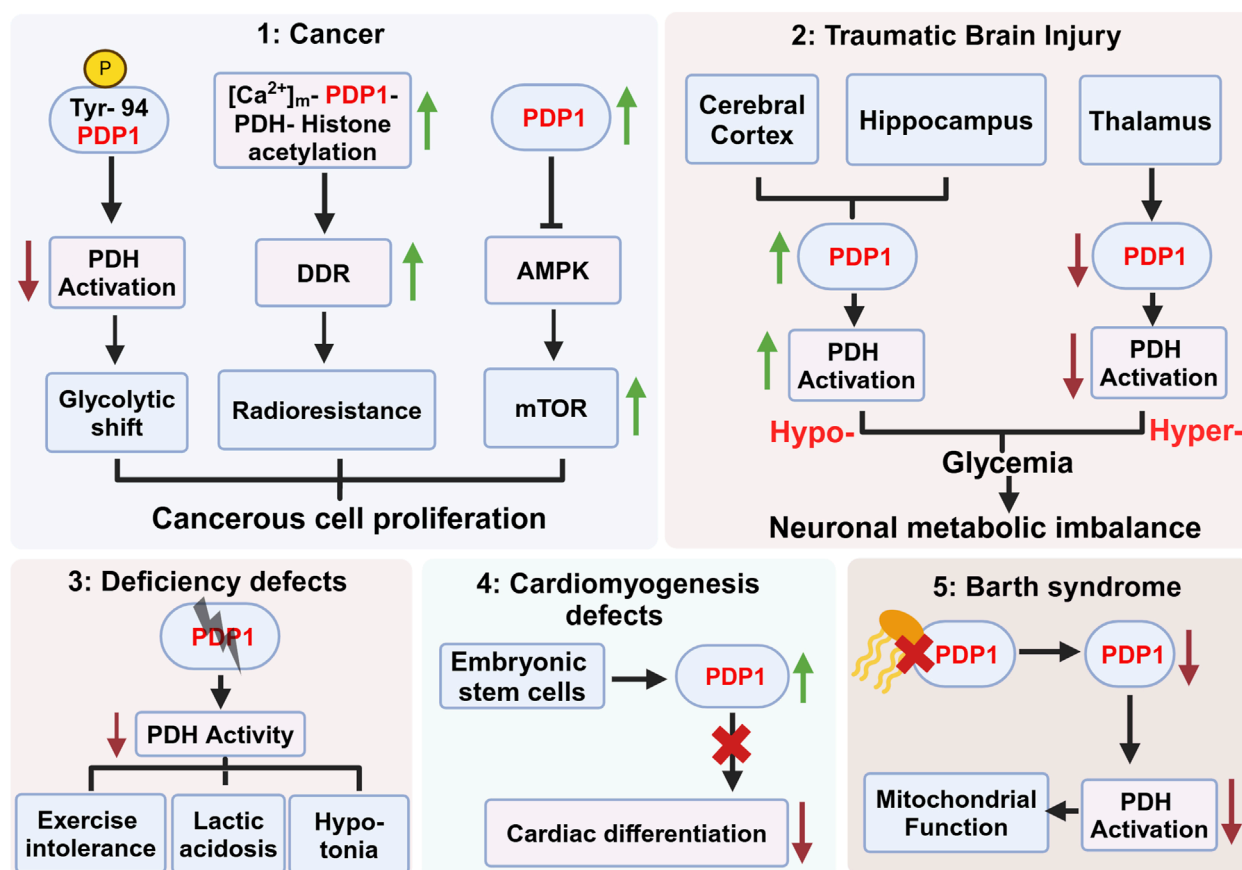 1: Cancer
P
Tyr- 94
PDP1
[Ca²⁺]ₘ- PDP1-
PDH- Histone
acetylation
PDP1
PDH
Activation
DDR
AMPK
Glycolytic
shift
Radioresistance
mTOR
Cancerous cell proliferation
2: Traumatic Brain Injury
Cerebral
Cortex
Hippocampus
Thalamus
PDP1
PDP1
PDH
Activation
PDH
Activation
Hypo-
Hyper-
Glycemia
Neuronal metabolic imbalance
3: Deficiency defects
PDP1
PDH Activity
Exercise
intolerance
Lactic
acidosis
Hypo-
tonia
4: Cardiomyogenesis
defects
Embryonic
stem cells
PDP1
Cardiac differentiation
5: Barth syndrome
PDP1
PDP1
Mitochondrial
Function
PDH
Activation